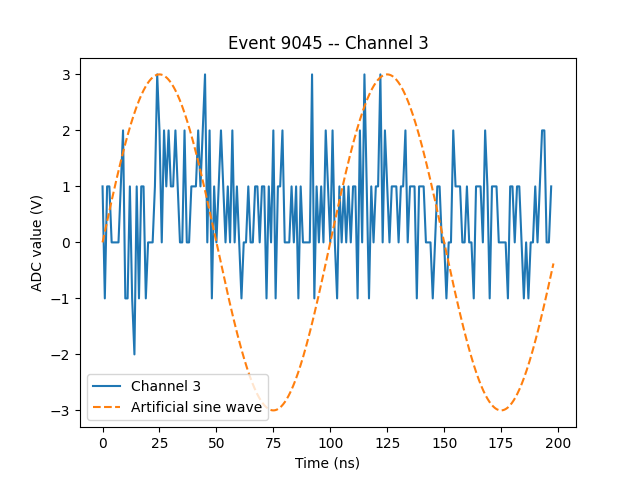 Event 9045 -- Channel 3
ADC value (V)
3
2
1
0
−1
−2
−3
Channel 3
Artificial sine wave
0 25 50 75 100 125 150 175 200
Time (ns)